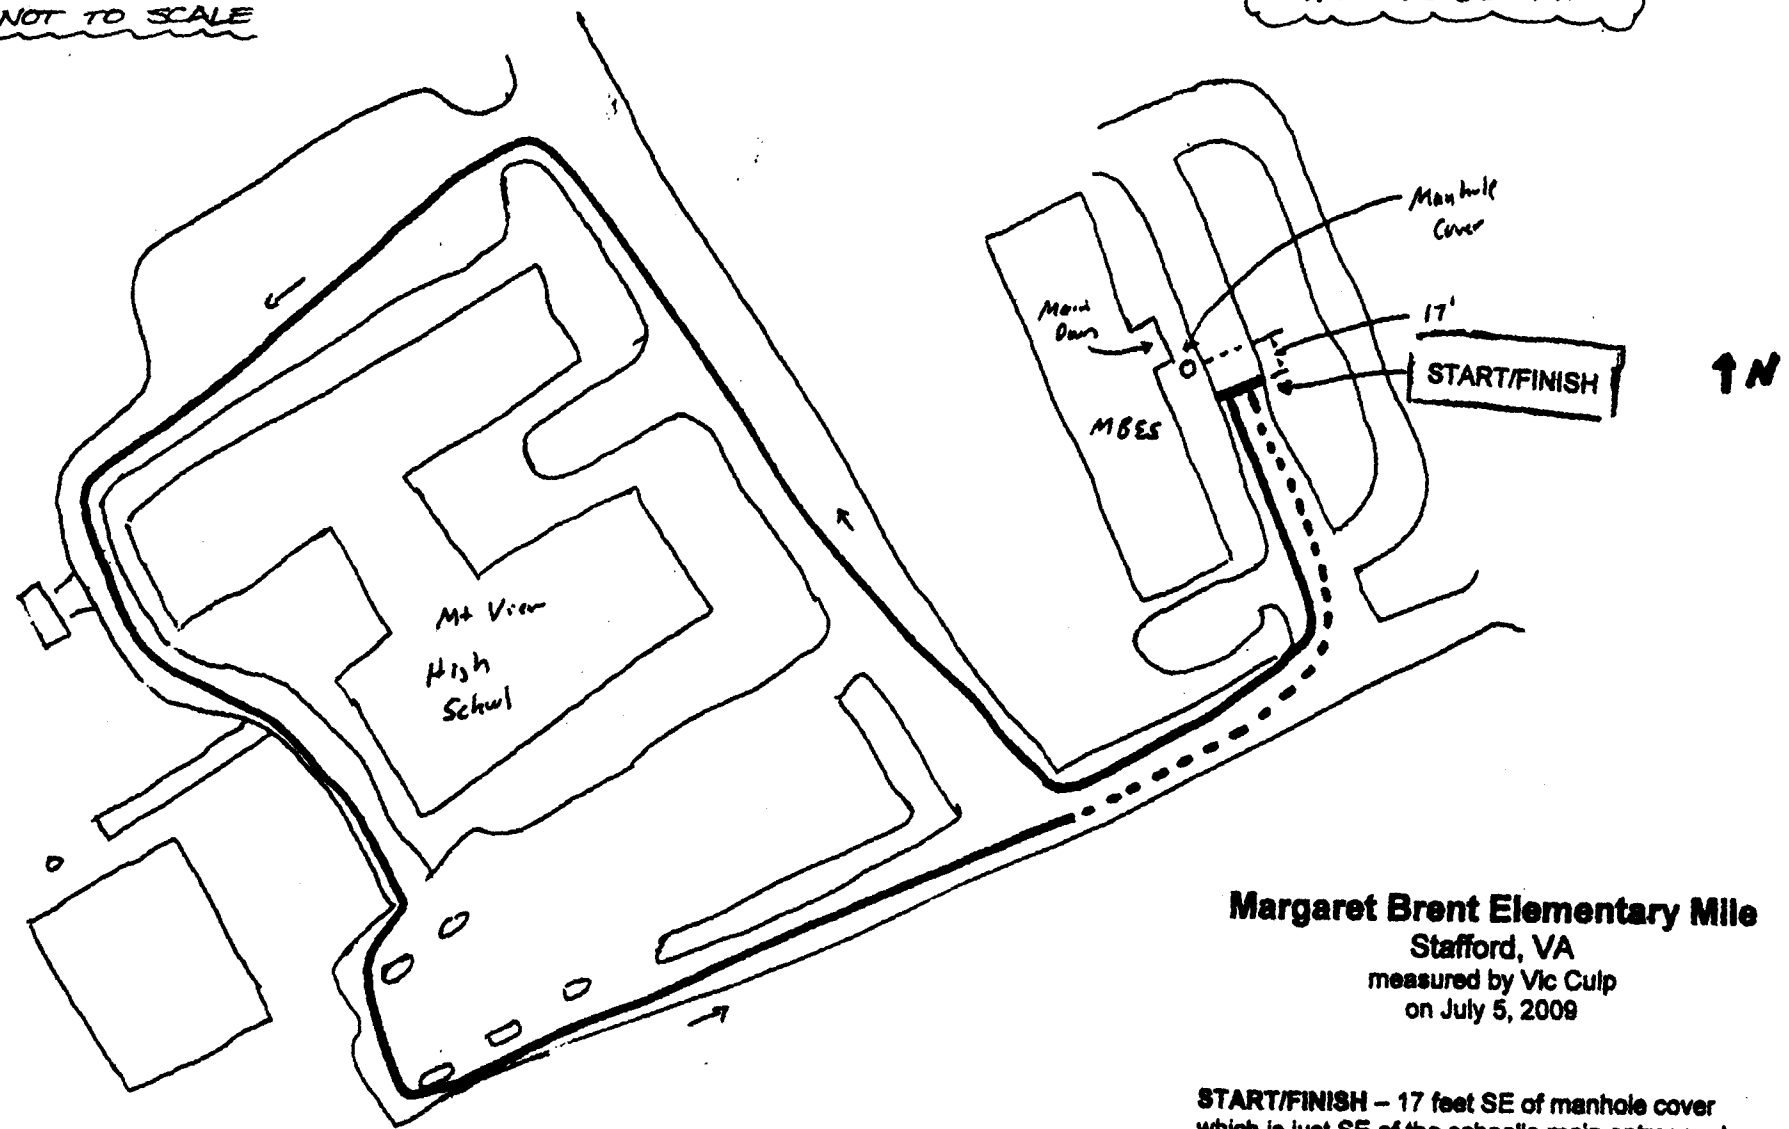 NOT TO SCALE
Manhole
Cover
17'
START/FINISH
↑ N
Main
Door
MBES
Mt View
High
School
Margaret Brent Elementary Mile
Stafford, VA
measured by Vic Culp
on July 5, 2009
START/FINISH – 17 feet SE of manhole cover